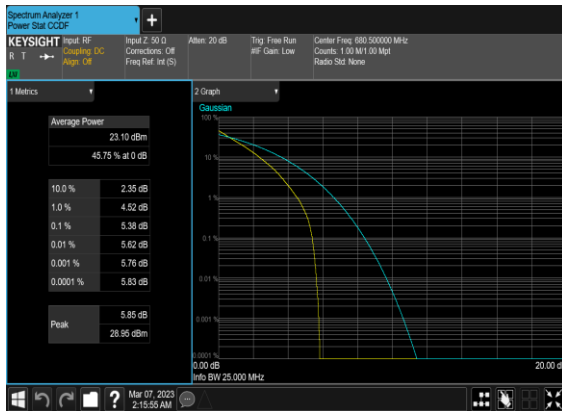 Spectrum Analyzer 1
Power Stat CCDF
KEYSIGHT
R T
Input: RF
Coupling: DC
Align: Off
Input Z: 50 Ω
Corrections: Off
Freq Ref: Int (S)
Atten: 20 dB
Trig: Free Run
#IF Gain: Low
Center Freq: 680.500000 MHz
Counts: 1.00 M/1.00 Mpt
Radio Std: None
1 Metrics
Average Power
23.10 dBm
45.75 % at 0 dB
10.0 % 2.35 dB
1.0 % 4.52 dB
0.1 % 5.38 dB
0.01 % 5.62 dB
0.001 % 5.76 dB
0.0001 % 5.83 dB
Peak
5.85 dB
28.95 dBm
2 Graph
Gaussian
100 %
10 %
1 %
0.1 %
0.01 %
0.001 %
0.0001 %
0.00 dB
20.00 dB
Info BW 25.000 MHz
?
Mar 07, 2023
2:15:55 AM